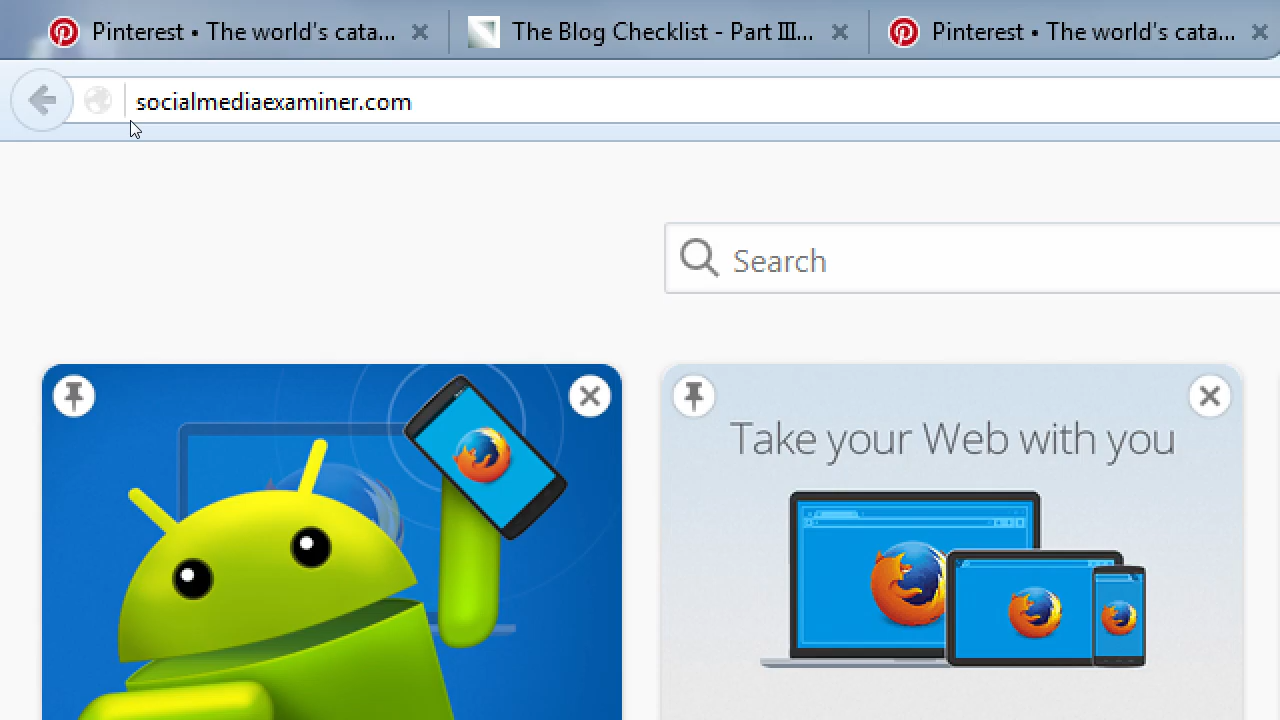 Pinterest • The world's cata...
The Blog Checklist - Part III...
Pinterest • The world's cata...
socialmediaexaminer.com
Search
Take your Web with you